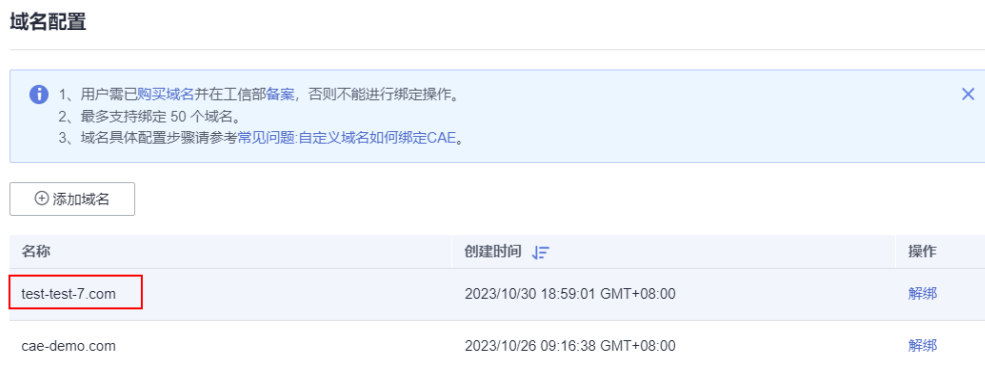 域名配置
1、用户需已购买域名并在工信部备案，否则不能进行绑定操作。
2、最多支持绑定 50 个域名。
3、域名具体配置步骤请参考常见问题:自定义域名如何绑定CAE。
添加域名
名称 创建时间 操作
test-test-7.com 2023/10/30 18:59:01 GMT+08:00 解绑
cae-demo.com 2023/10/26 09:16:38 GMT+08:00 解绑